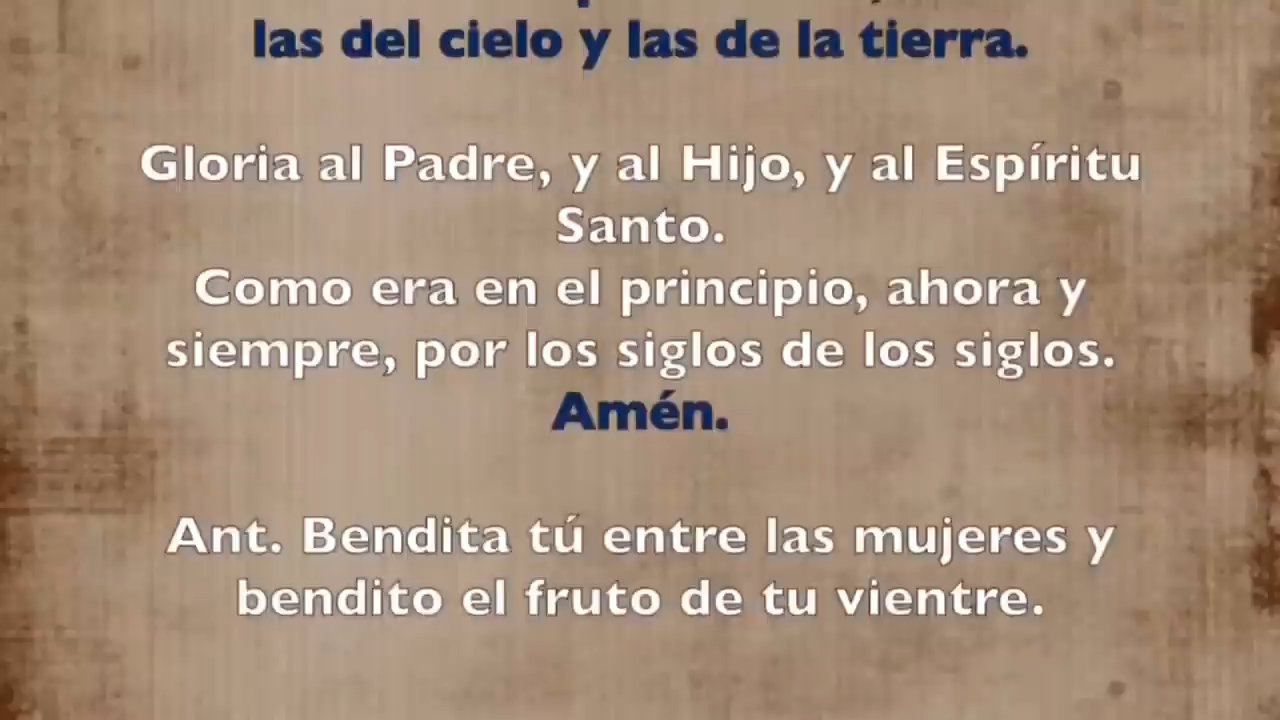 las del cielo y las de la tierra.
Gloria al Padre, y al Hijo, y al Espíritu
Santo.
Como era en el principio, ahora y
siempre, por los siglos de los siglos.
Amén.
Ant. Bendita tú entre las mujeres y
bendito el fruto de tu vientre.